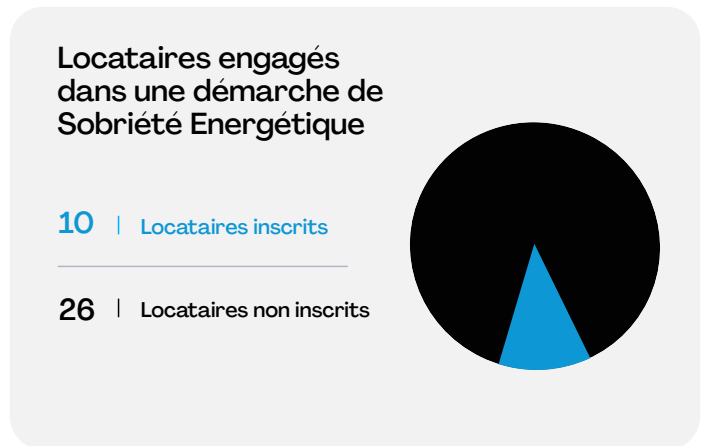 Locataires engagés
dans une démarche de
Sobriété Energétique
10 | Locataires inscrits
26 | Locataires non inscrits